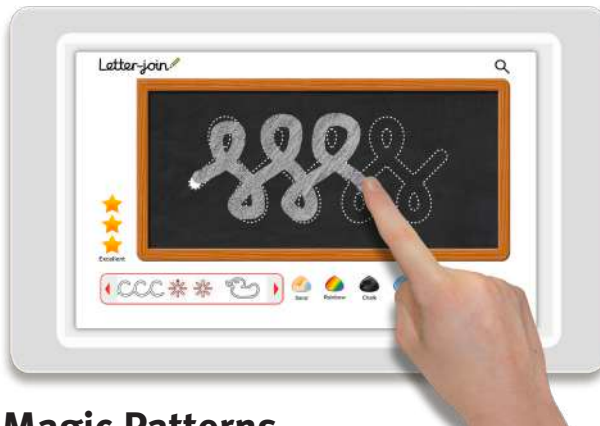 Letter-join
Excellent
Sand
Rainbow
Chalk
Magic Patterns